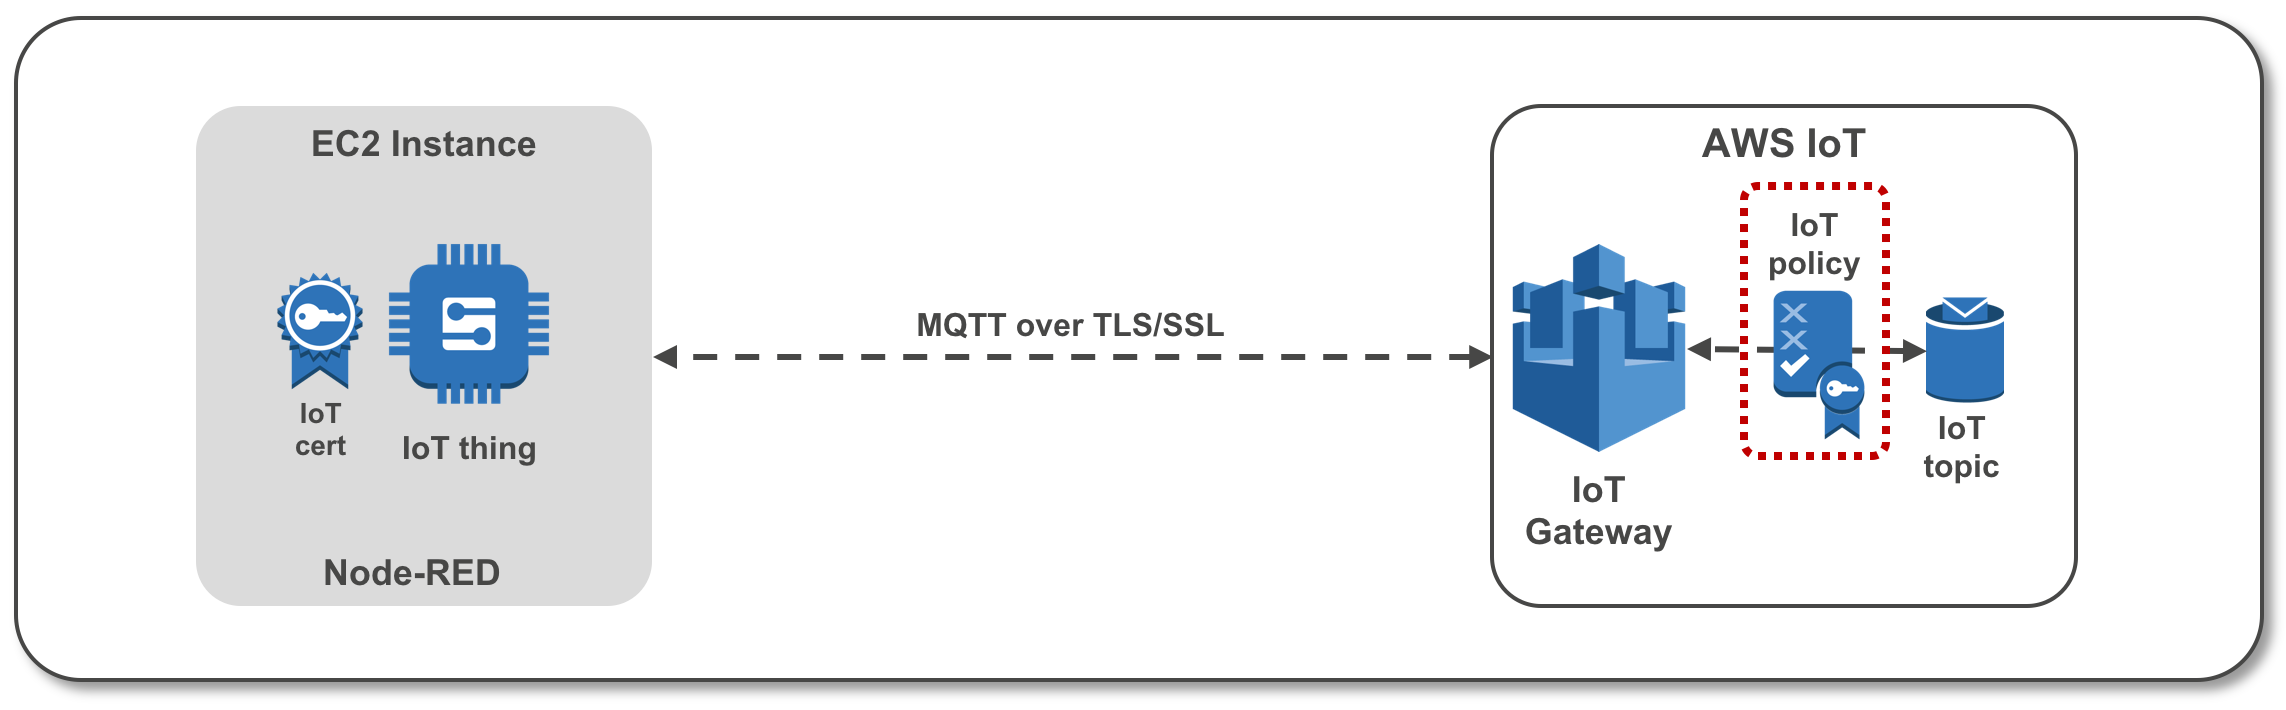 EC2 Instance
IoT
cert
IoT thing
Node-RED
MQTT over TLS/SSL
AWS IoT
IoT
policy
IoT
Gateway
IoT
topic